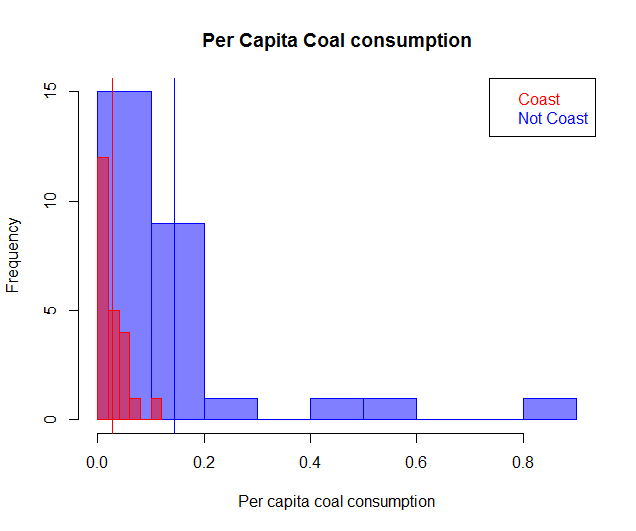 Per Capita Coal consumption
Coast
Not Coast
15
10
5
0
Frequency
0.0 0.2 0.4 0.6 0.8
Per capita coal consumption